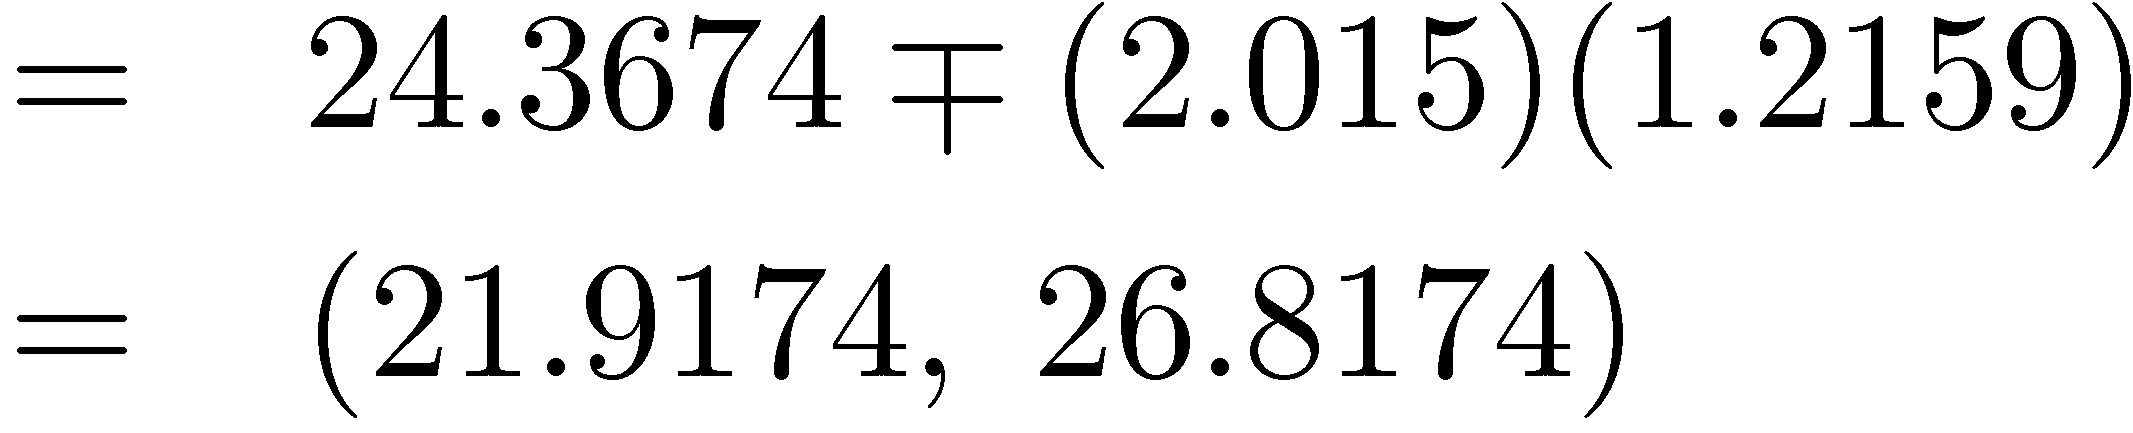 = 24.3674 ∓ (2.015)(1.2159)
= (21.9174, 26.8174)